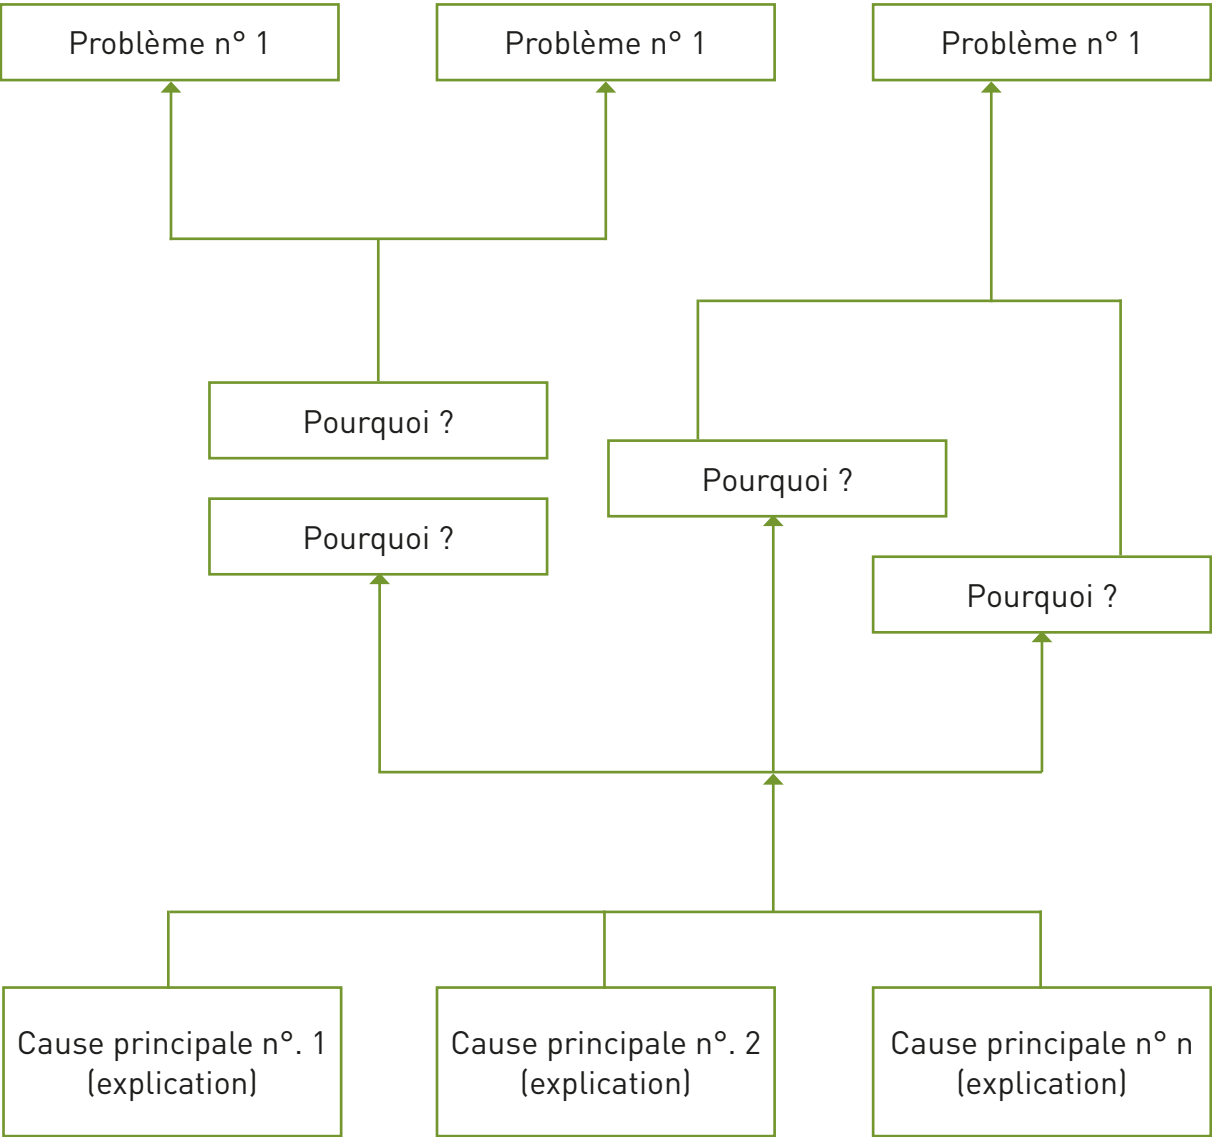 Problème n° 1
Problème n° 1
Problème n° 1
Pourquoi ?
Pourquoi ?
Pourquoi ?
Pourquoi ?
Cause principale n°. 1
(explication)
Cause principale n°. 2
(explication)
Cause principale n° n
(explication)